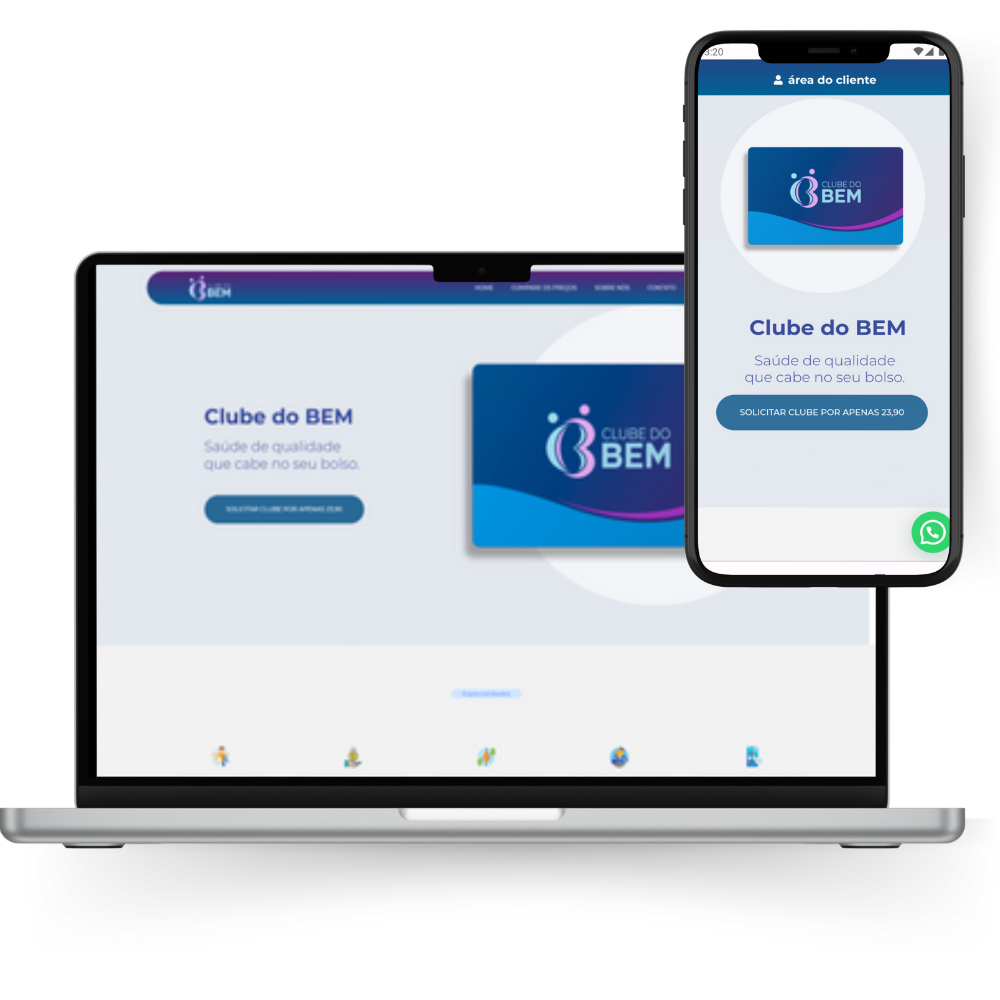 3:20
área do cliente
CLUBE DO
BEM
Clube do BEM
Saúde de qualidade
que cabe no seu bolso.
SOLICITAR CLUBE POR APENAS 23,90
BEM
HOME COMPARE OS PREÇOS SOBRE NÓS CONTATO
Clube do BEM
Saúde de qualidade
que cabe no seu bolso.
SOLICITAR CLUBE POR APENAS 23,90
CLUBE DO
BEM
Especialidades